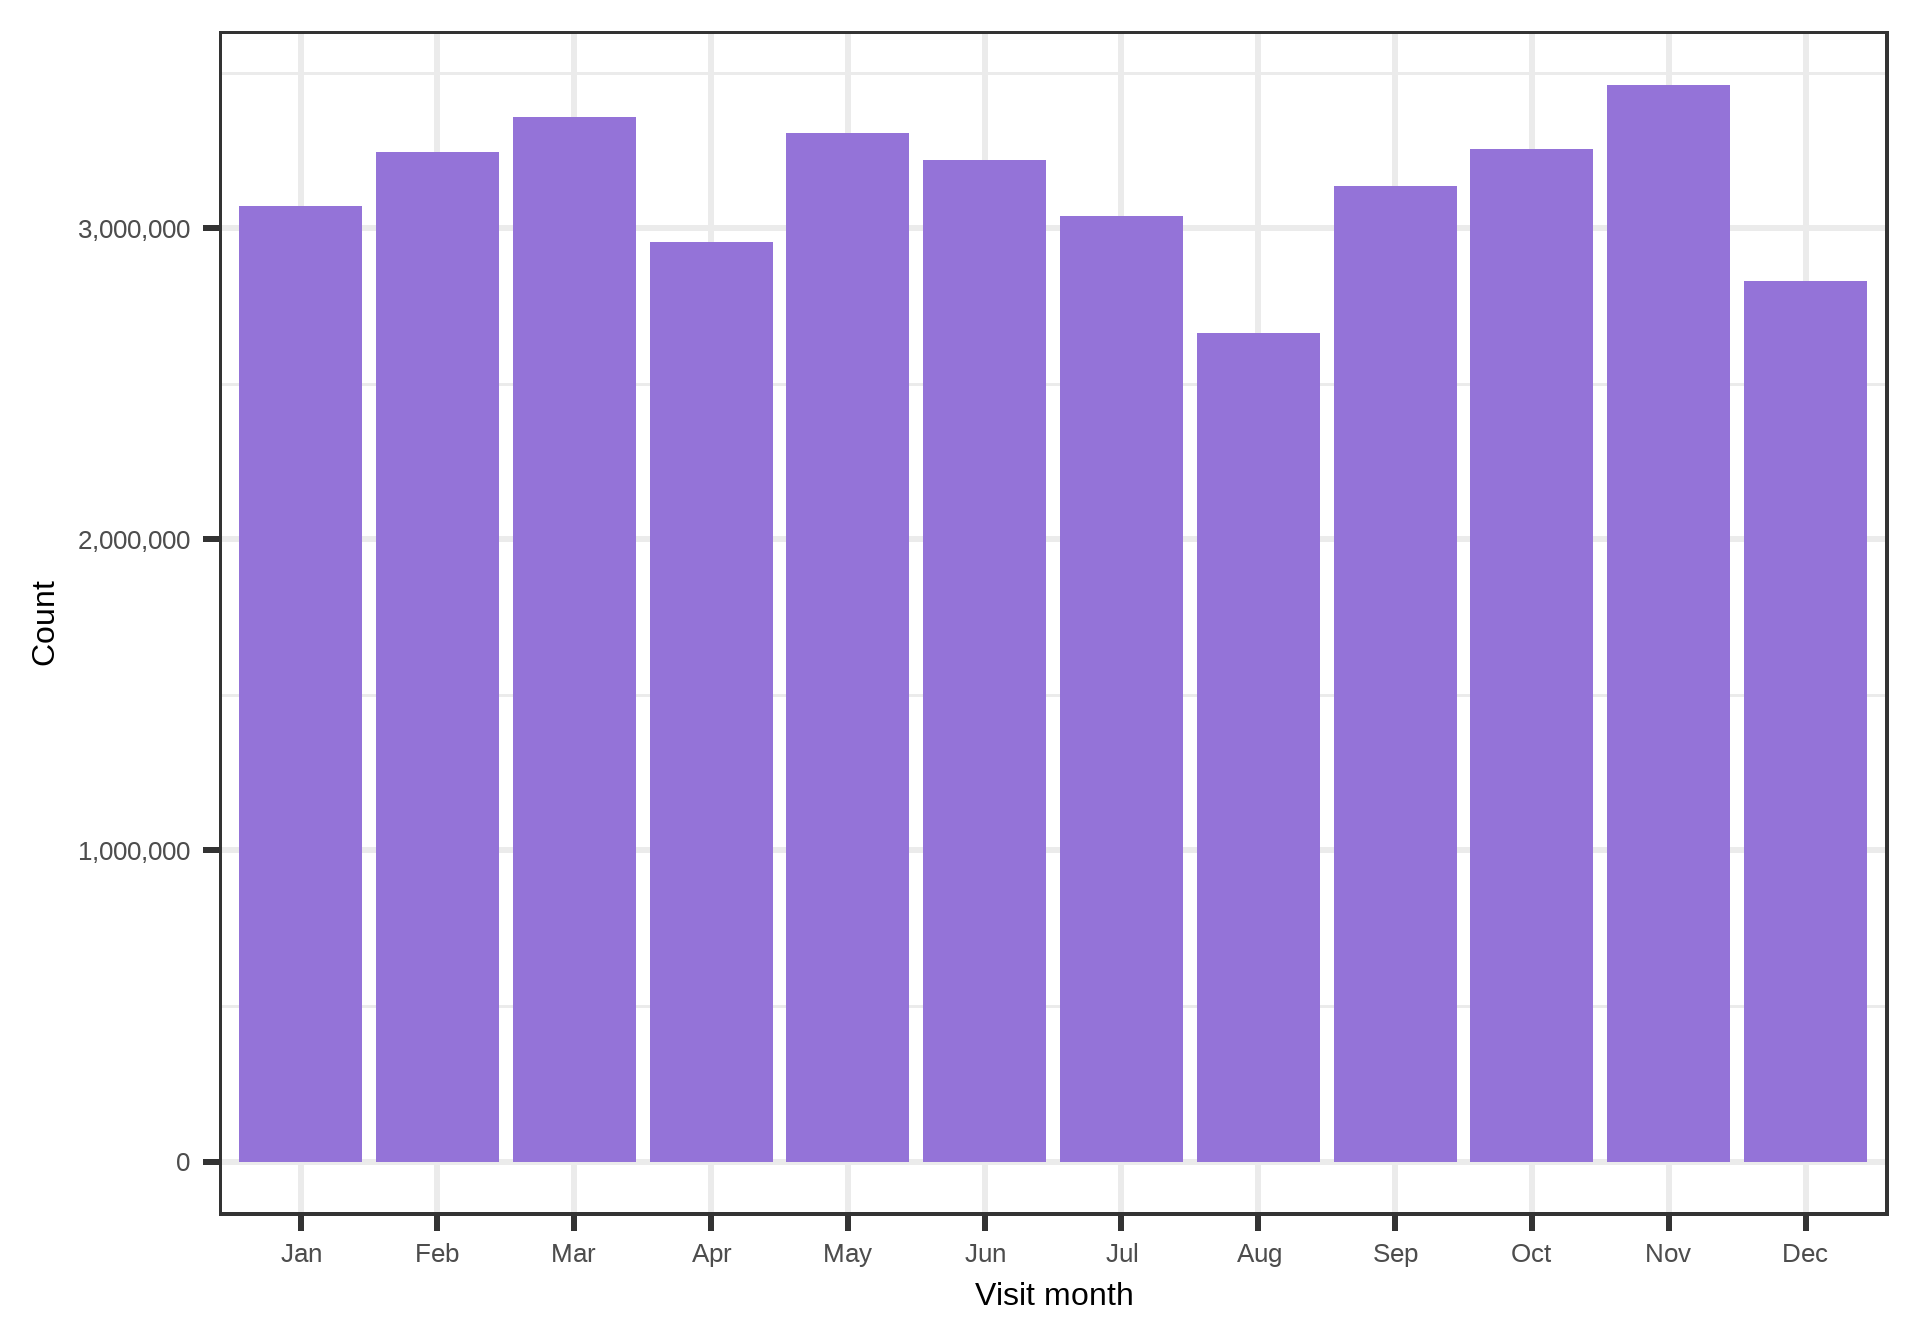 3,000,000
2,000,000
1,000,000
0
Count
Jan Feb Mar Apr May Jun Jul Aug Sep Oct Nov Dec
Visit month